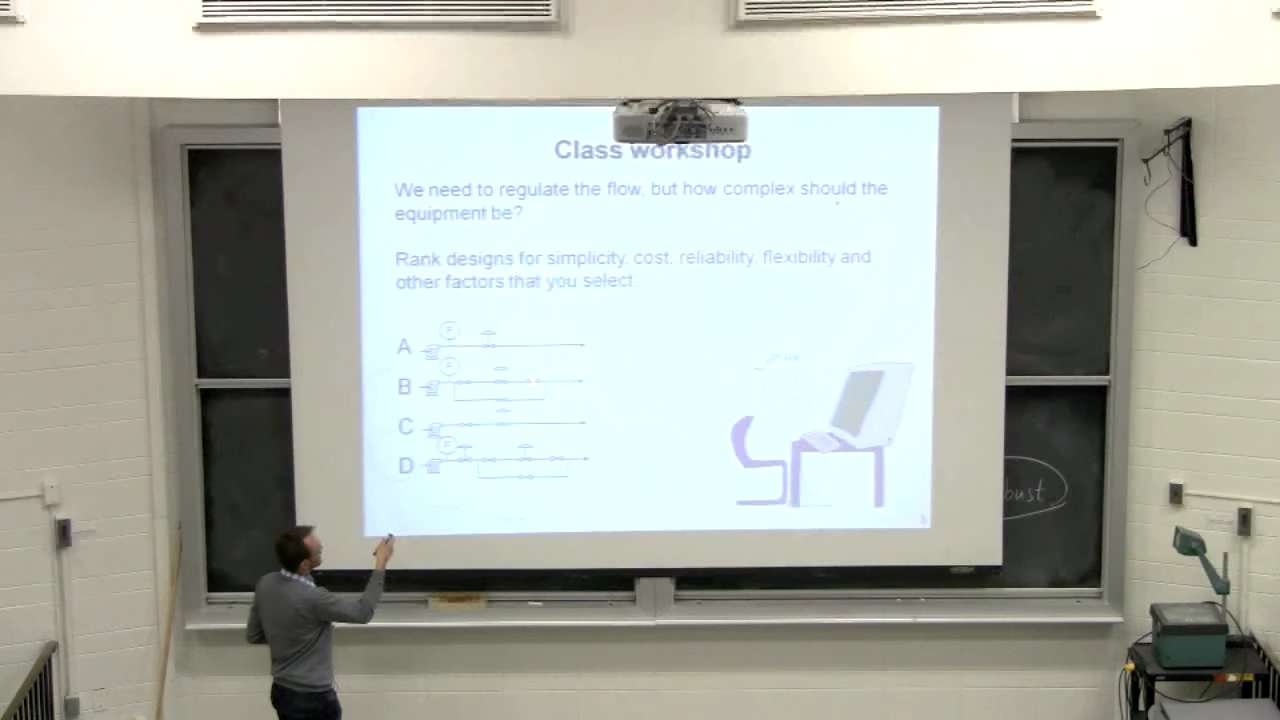 Class workshop
We need to regulate the flow, but how complex should the
equipment be?
Rank designs for simplicity, cost, reliability, flexibility and
other factors that you select.
F
A
F
B
C
F
D
bust
3